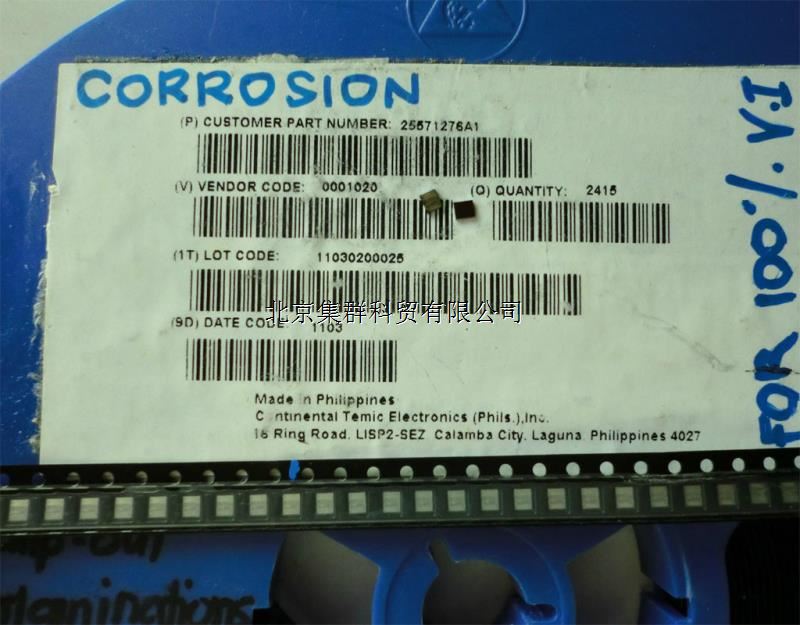 CORROSION
(P) CUSTOMER PART NUMBER: 25571276A1
(V) VENDOR CODE: 0001020
(Q) QUANTITY: 2415
(1T) LOT CODE: 11030200025
北京集群科贸有限公司
(9D) DATE CODE 1103
Made in Philippines
Continental Temic Electronics (Phils.),Inc.
16 Ring Road, LISP2-SEZ Calamba City, Laguna Philippines 4027
FOR 100% V.I